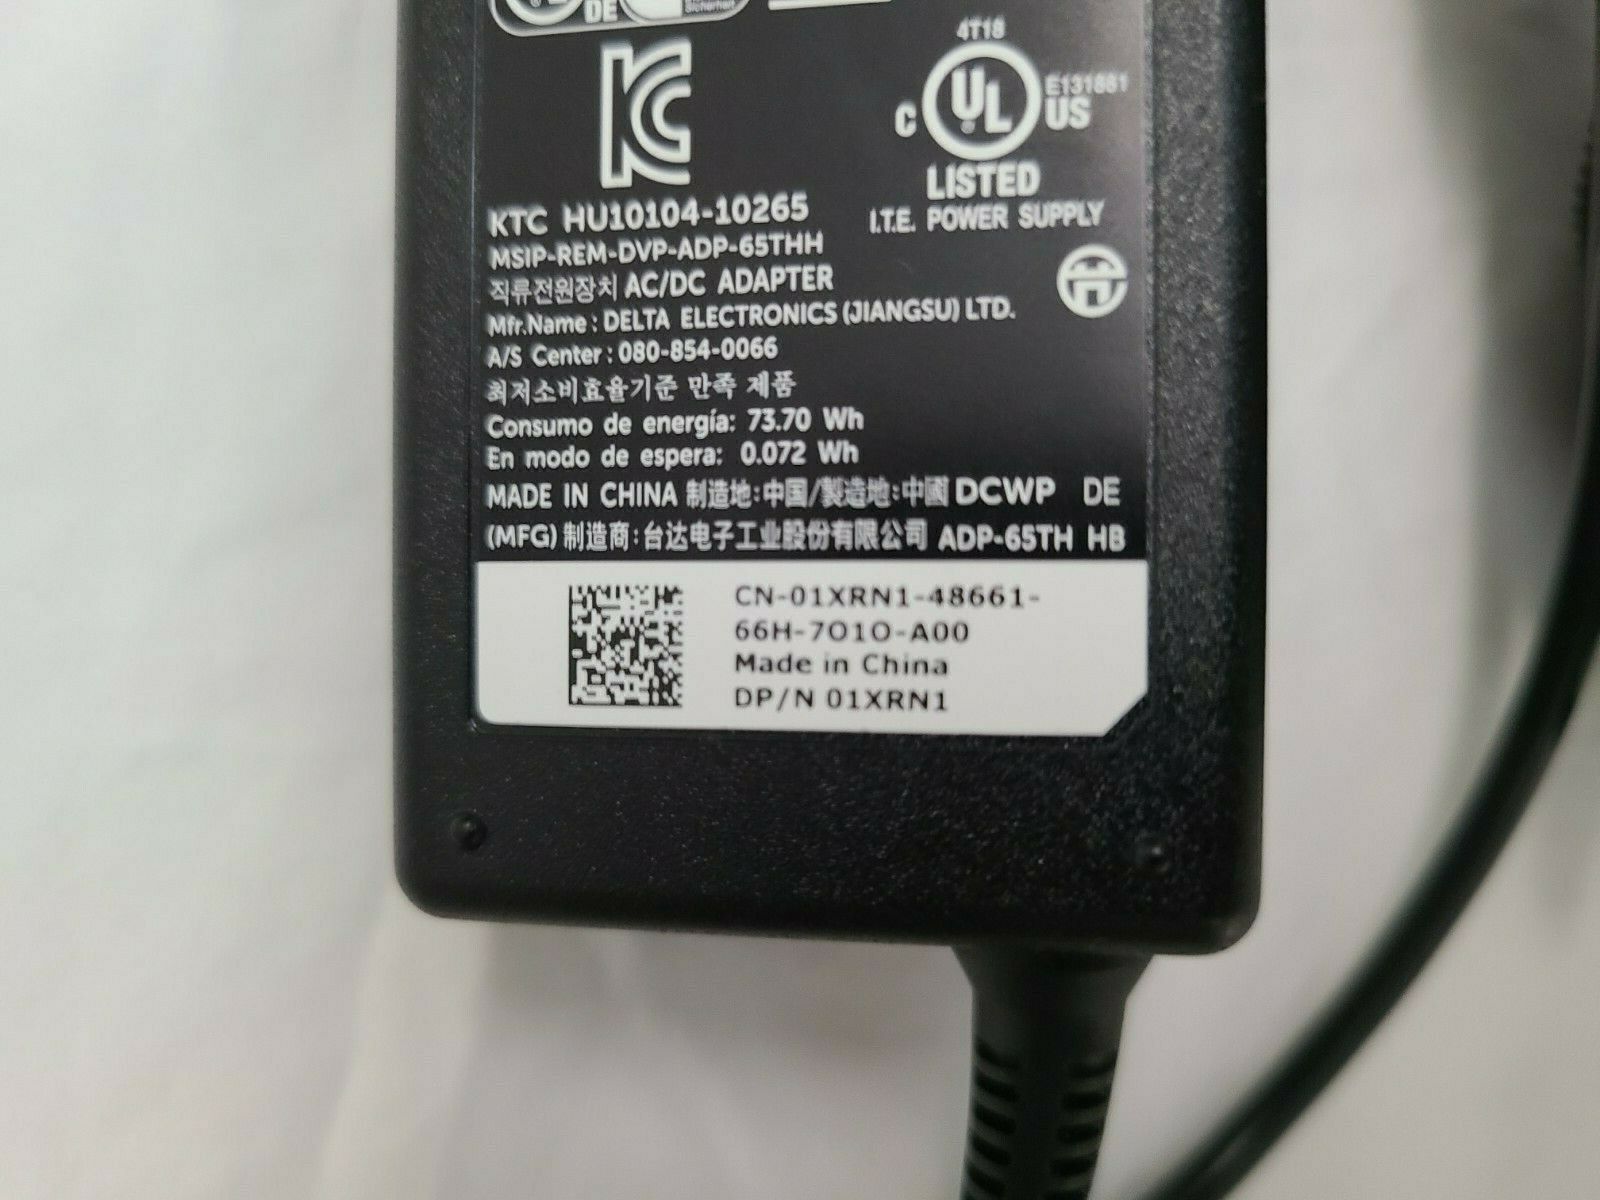 DE
Sicherheit
4T18
C UL US
E131881
LISTED
I.T.E. POWER SUPPLY
KTC HU10104-10265
MSIP-REM-DVP-ADP-65THH
직류전원장치 AC/DC ADAPTER
Mfr.Name : DELTA ELECTRONICS (JIANGSU) LTD.
A/S Center : 080-854-0066
최저소비효율기준 만족 제품
Consumo de energía: 73.70 Wh
En modo de espera: 0.072 Wh
MADE IN CHINA 制造地:中国/製造地:中國 DCWP DE
(MFG) 制造商:台达电子工业股份有限公司 ADP-65TH HB
CN-01XRN1-48661-
66H-7O1O-A00
Made in China
DP/N 01XRN1